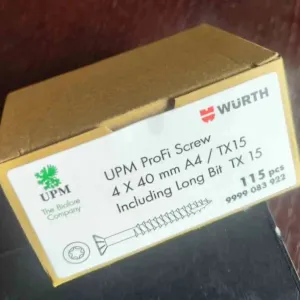 WÜRTH
UPM
The Biofore
Company
UPM ProFi Screw
4 X 40 mm A4 / TX15
Including Long Bit TX 15
115 pcs
9999 083 922